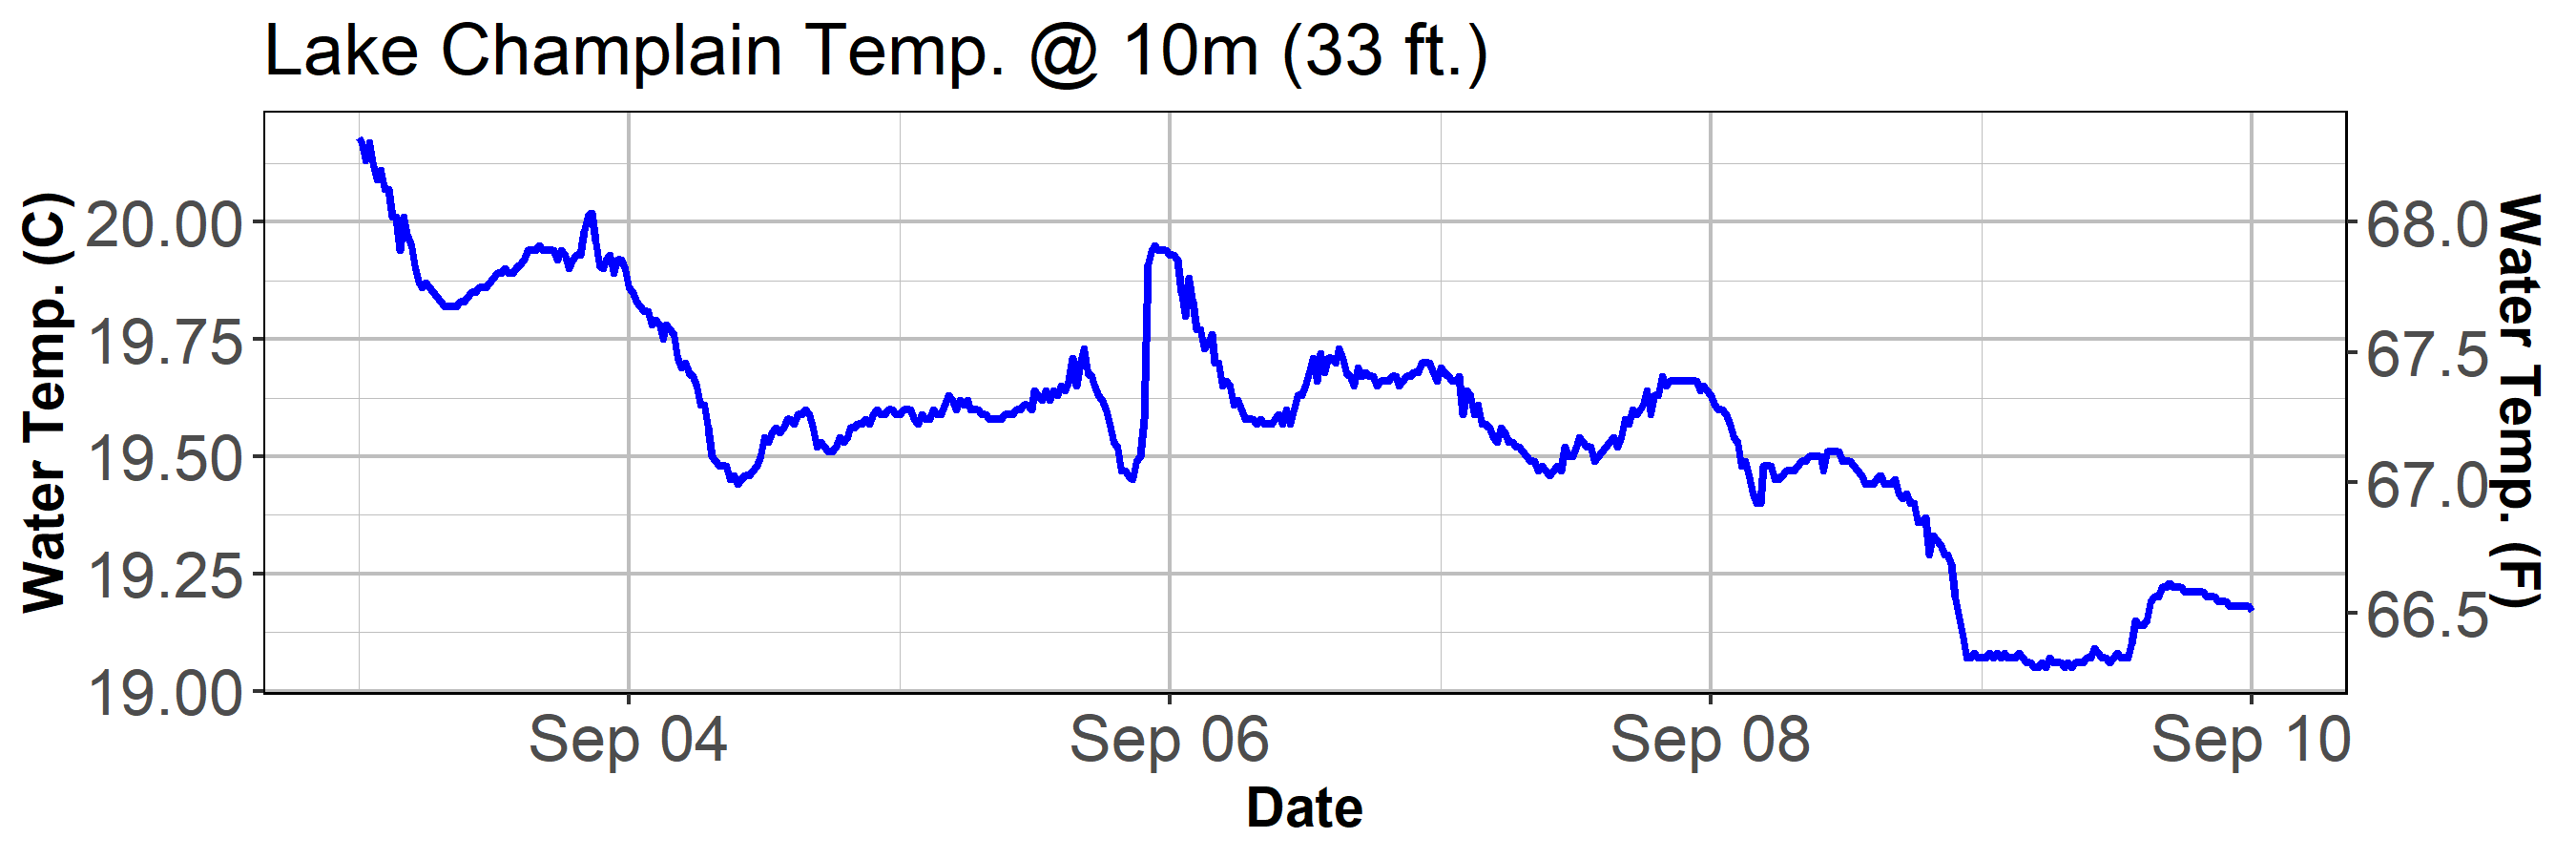 Lake Champlain Temp. @ 10m (33 ft.)
Water Temp. (C)
20.00
19.75
19.50
19.25
19.00
68.0
67.5
67.0
66.5
Water Temp. (F)
Sep 04
Sep 06
Sep 08
Sep 10
Date